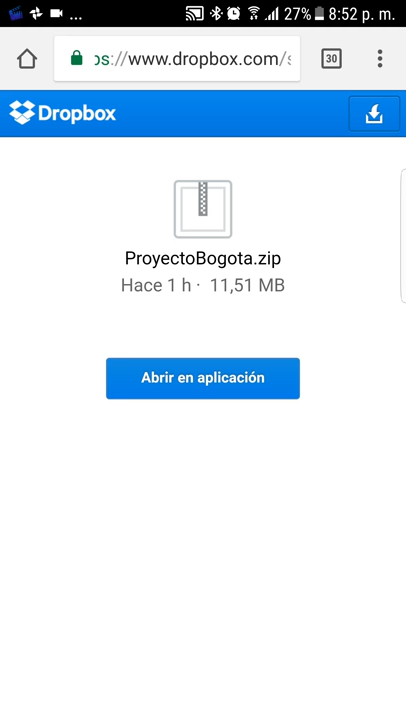 ... 27% 8:52 p. m.
ps://www.dropbox.com/s 30
Dropbox
ProyectoBogota.zip
Hace 1 h · 11,51 MB
Abrir en aplicación